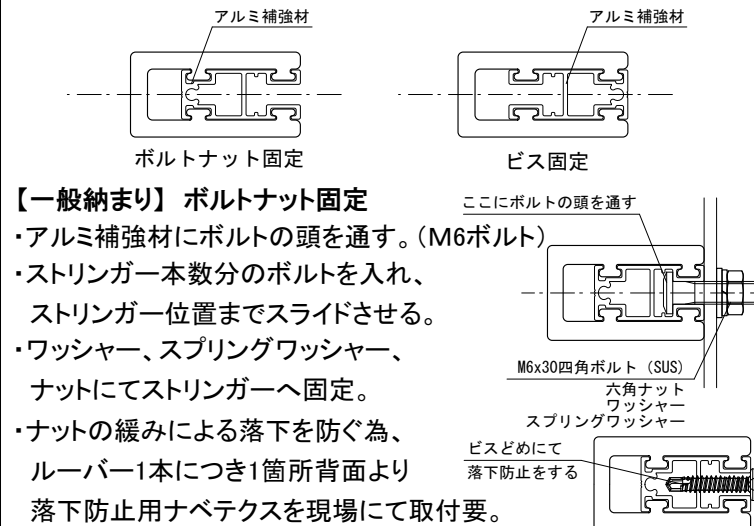 アルミ補強材
アルミ補強材
ボルトナット固定
ビス固定
【一般納まり】 ボルトナット固定
・アルミ補強材にボルトの頭を通す。(M6ボルト)
・ストリンガー本数分のボルトを入れ、
ストリンガー位置までスライドさせる。
・ワッシャー、スプリングワッシャー、
ナットにてストリンガーへ固定。
・ナットの緩みによる落下を防ぐ為、
ルーバー1本につき1箇所背面より
落下防止用ナベテクスを現場にて取付要。
ここにボルトの頭を通す
M6x30四角ボルト (SUS)
六角ナット
ワッシャー
スプリングワッシャー
ビスどめにて
落下防止をする